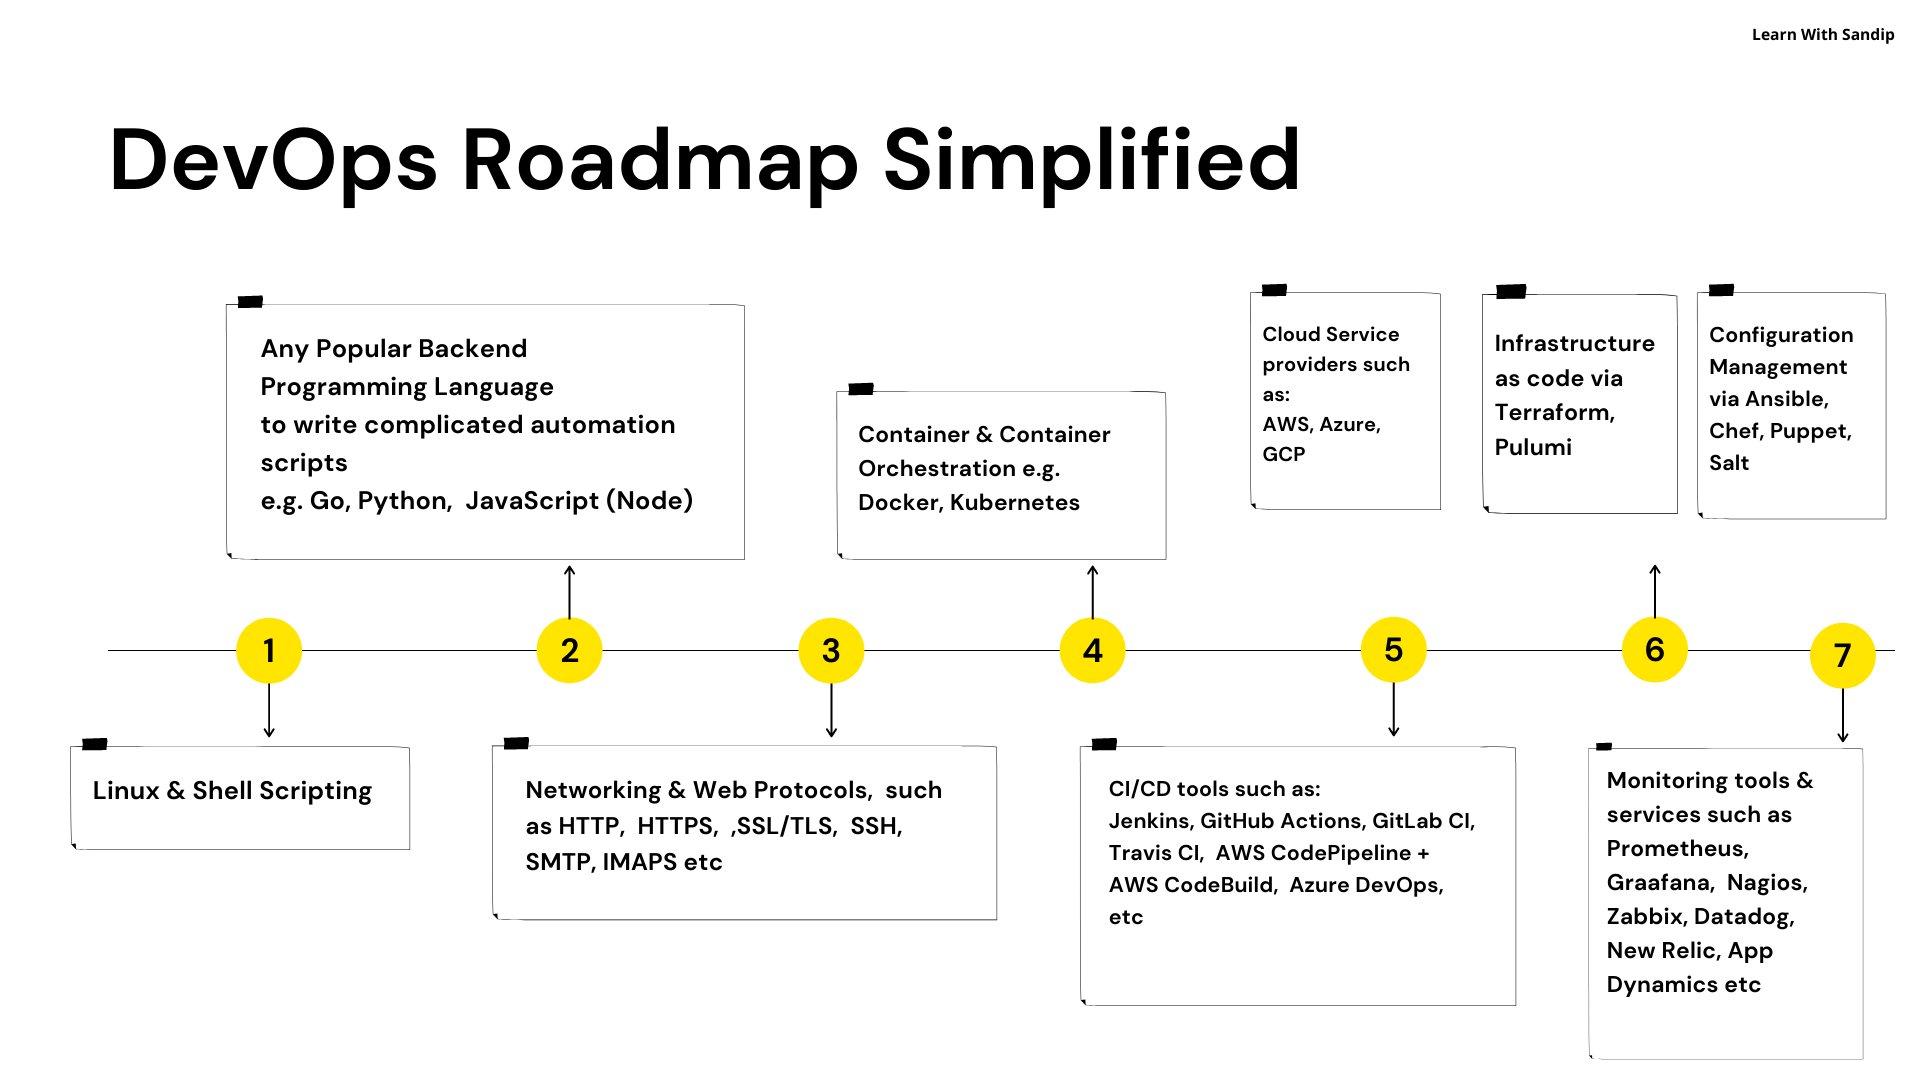 Learn With Sandip
DevOps Roadmap Simplified
Any Popular Backend
Programming Language
to write complicated automation
scripts
e.g. Go, Python, JavaScript (Node)
Container & Container
Orchestration e.g.
Docker, Kubernetes
Cloud Service
providers such
as:
AWS, Azure,
GCP
Infrastructure
as code via
Terraform,
Pulumi
Configuration
Management
via Ansible,
Chef, Puppet,
Salt
1
2
3
4
5
6
7
Linux & Shell Scripting
Networking & Web Protocols, such
as HTTP, HTTPS, ,SSL/TLS, SSH,
SMTP, IMAPS etc
CI/CD tools such as:
Jenkins, GitHub Actions, GitLab CI,
Travis CI, AWS CodePipeline +
AWS CodeBuild, Azure DevOps,
etc
Monitoring tools &
services such as
Prometheus,
Graafana, Nagios,
Zabbix, Datadog,
New Relic, App
Dynamics etc